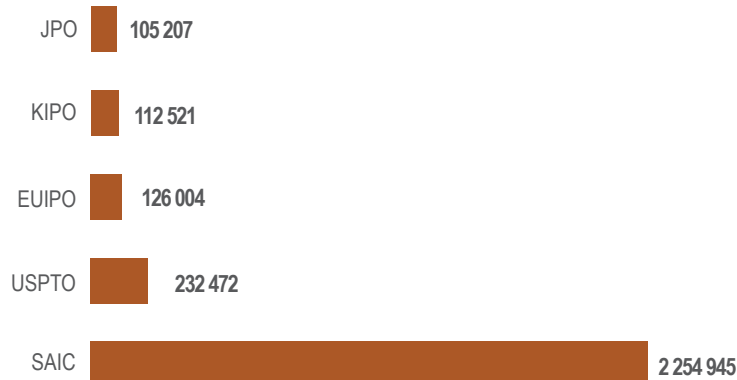 JPO 105 207
KIPO 112 521
EUIPO 126 004
USPTO 232 472
SAIC 2 254 945